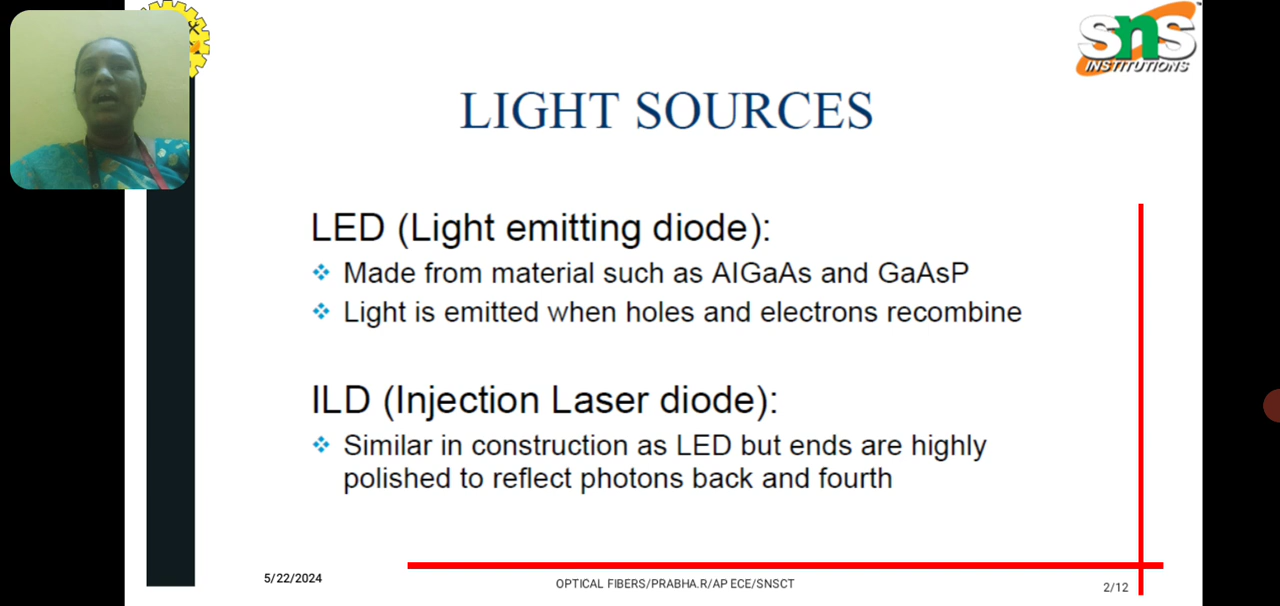 SNS
INSTITUTIONS
LIGHT SOURCES
LED (Light emitting diode):
Made from material such as AlGaAs and GaAsP
Light is emitted when holes and electrons recombine
ILD (Injection Laser diode):
Similar in construction as LED but ends are highly
polished to reflect photons back and fourth
5/22/2024
OPTICAL FIBERS/PRABHA.R/AP ECE/SNSCT
2/12